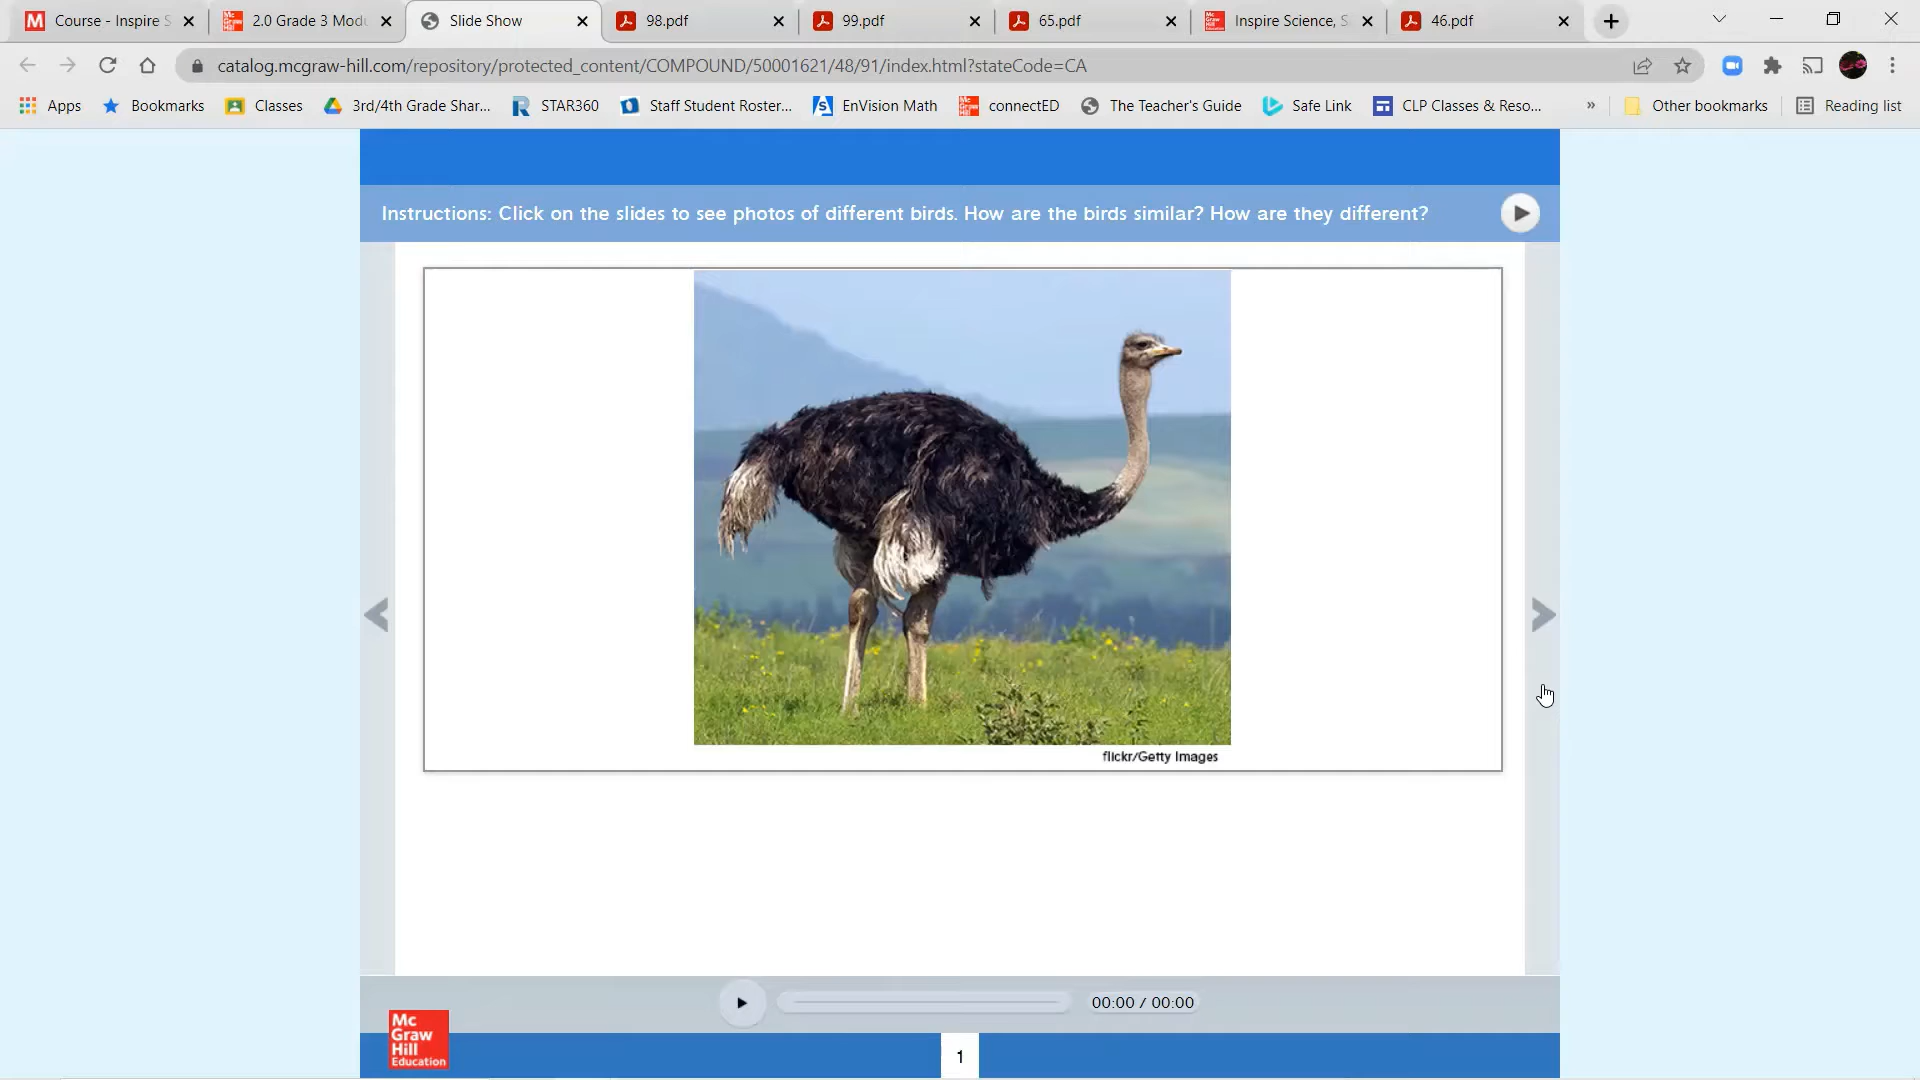 Course - Inspire S
2.0 Grade 3 Modu
Slide Show
98.pdf
99.pdf
65.pdf
Inspire Science, S
46.pdf
catalog.mcgraw-hill.com/repository/protected_content/COMPOUND/50001621/48/91/index.html?stateCode=CA
Apps
Bookmarks
Classes
3rd/4th Grade Shar...
STAR360
Staff Student Roster...
EnVision Math
connectED
The Teacher's Guide
Safe Link
CLP Classes & Reso...
»
Other bookmarks
Reading list
Instructions: Click on the slides to see photos of different birds. How are the birds similar? How are they different?
flickr/Getty Images
00:00 / 00:00
Mc
Graw
Hill
Education
1